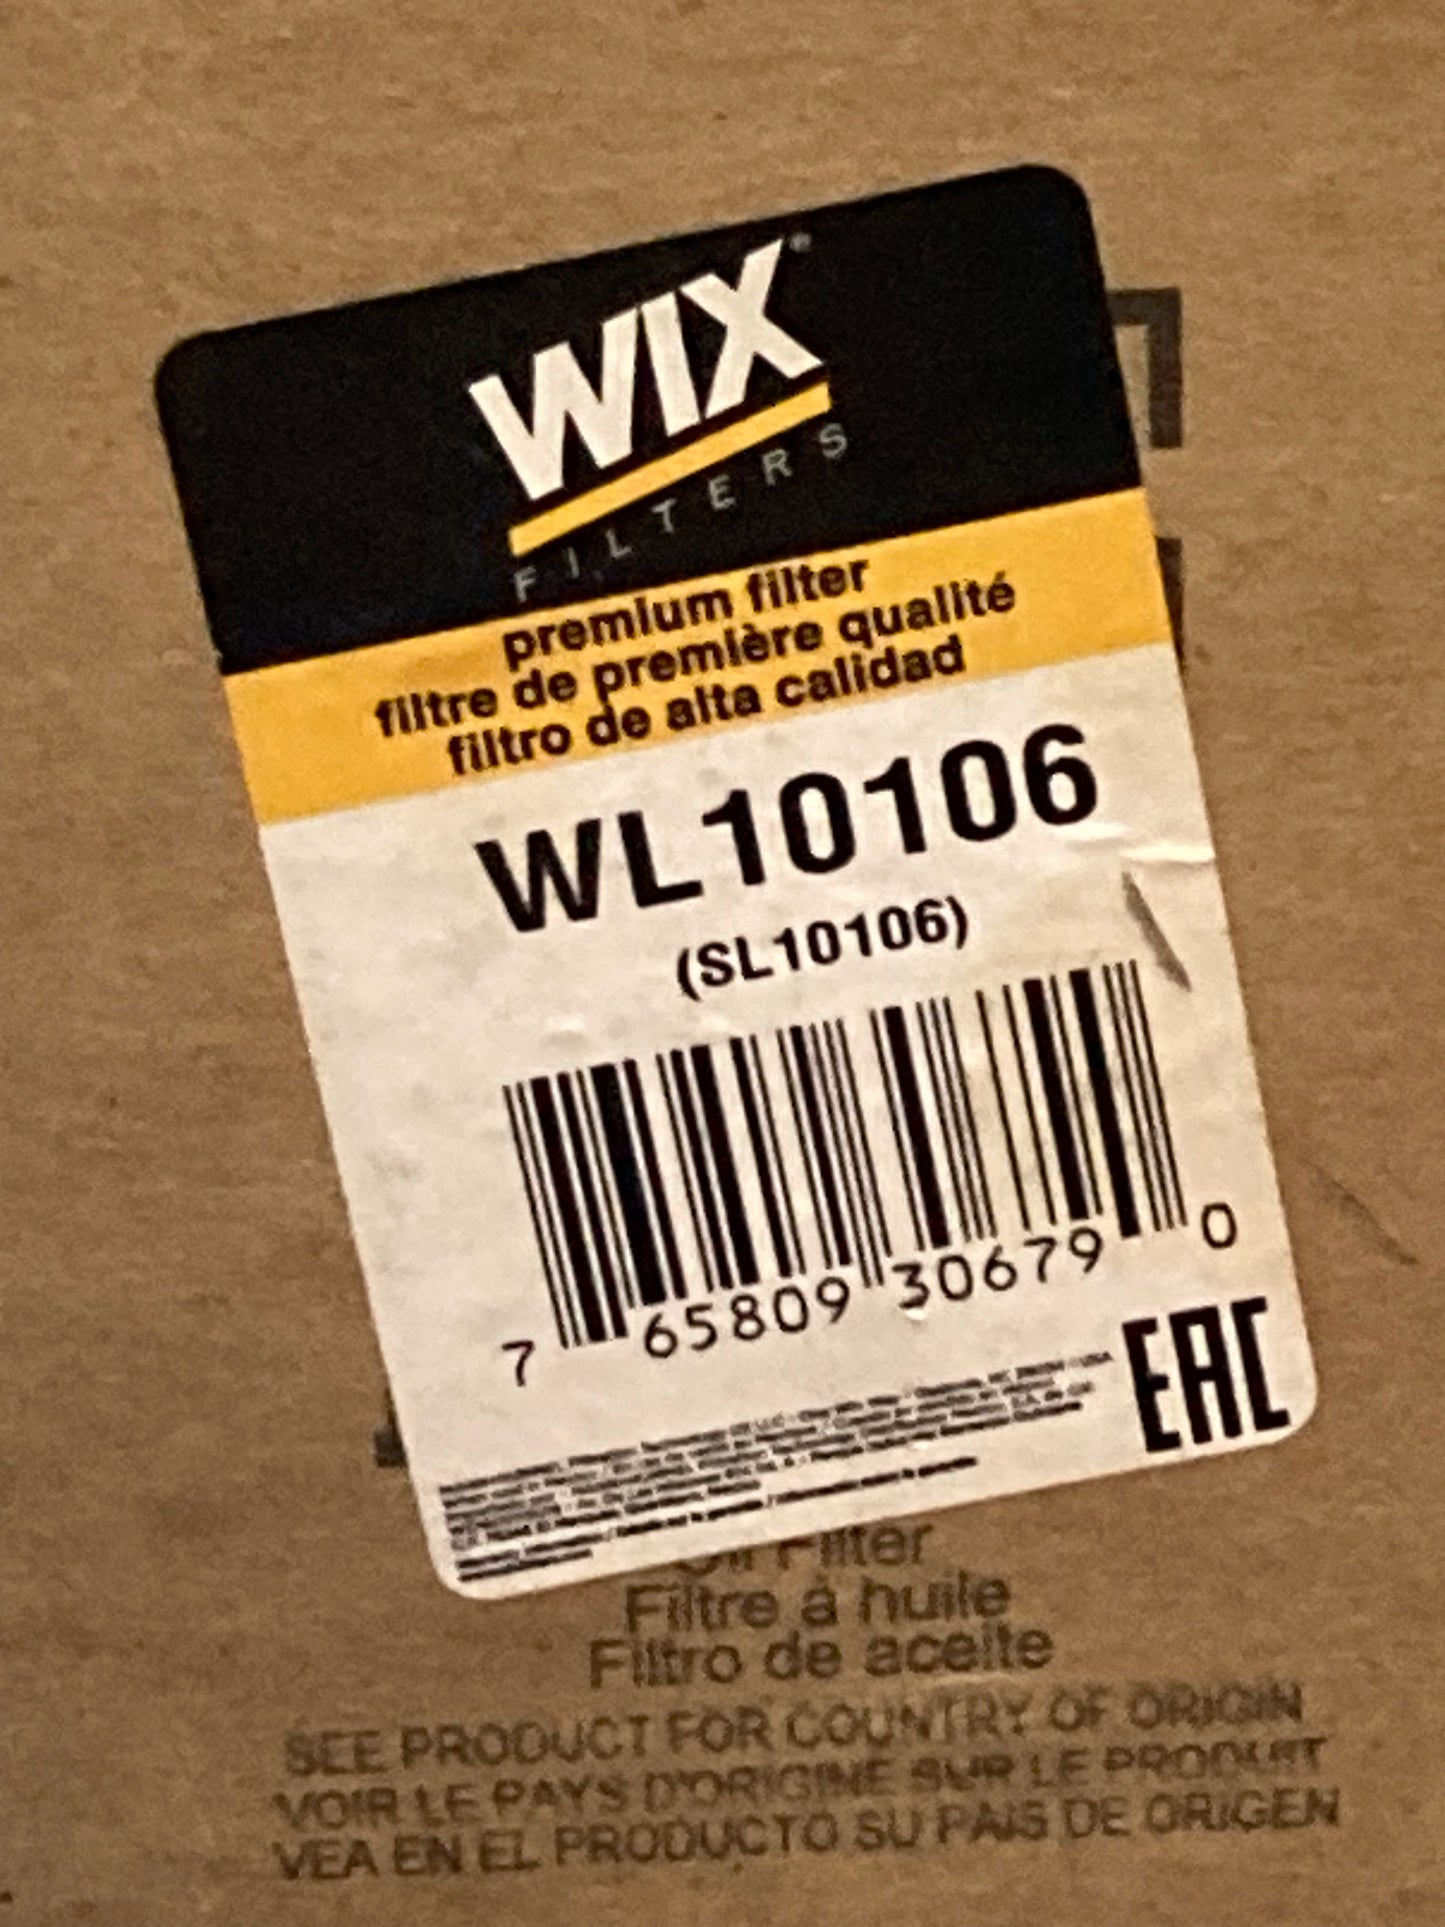 WIX®
FILTERS
premium filter
filtre de première qualité
filtro de alta calidad
WL10106
(SL10106)
7 65809 30679 0
EAC
Filter
Filtre à huile
Filtro de aceite
SEE PRODUCT FOR COUNTRY OF ORIGIN
VOIR LE PAYS D'ORIGINE SUR LE PRODUIT
VEA EN EL PRODUCTO SU PAIS DE ORIGEN